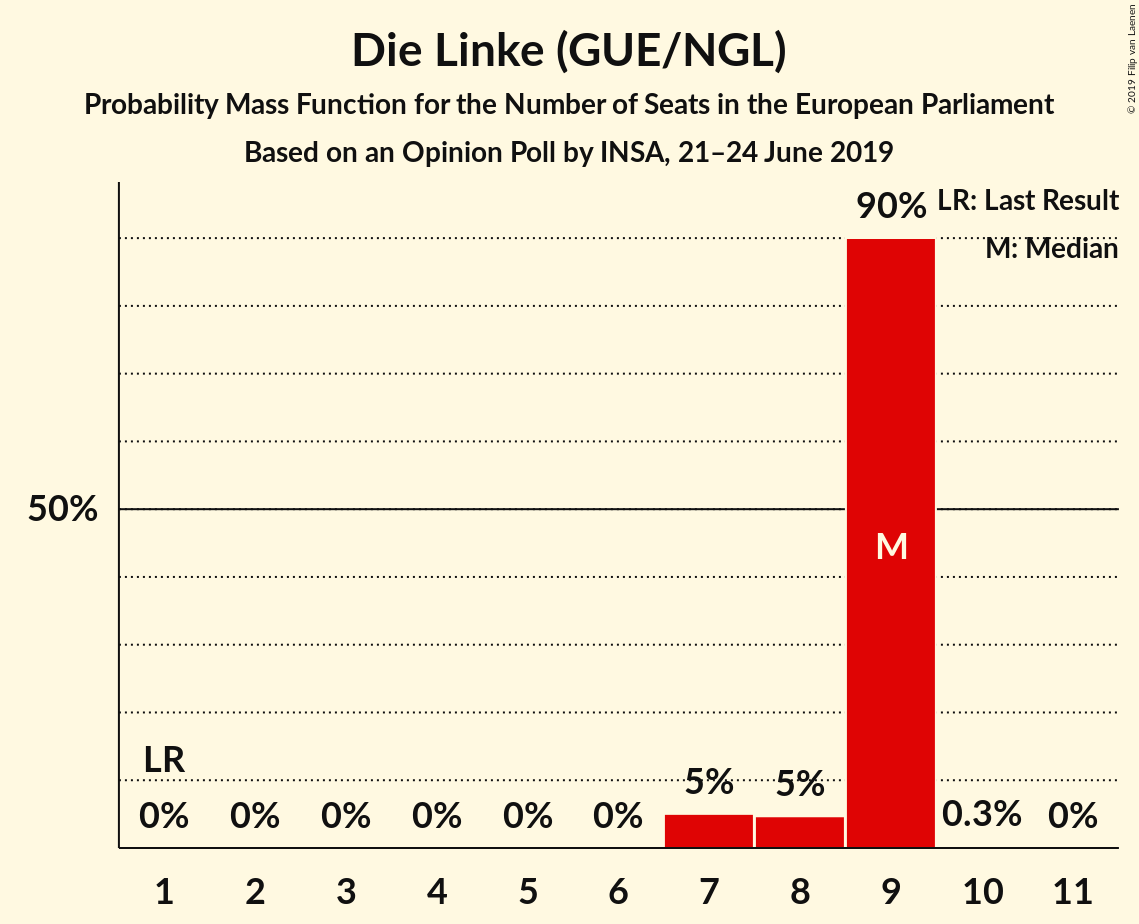 Die Linke (GUE/NGL)
Probability Mass Function for the Number of Seats in the European Parliament
Based on an Opinion Poll by INSA, 21–24 June 2019
© 2019 Filip van Laenen
90%
LR: Last Result
M: Median
50%
M
LR
0%
0%
0%
0%
0%
0%
5%
5%
0.3%
0%
1
2
3
4
5
6
7
8
9
10
11